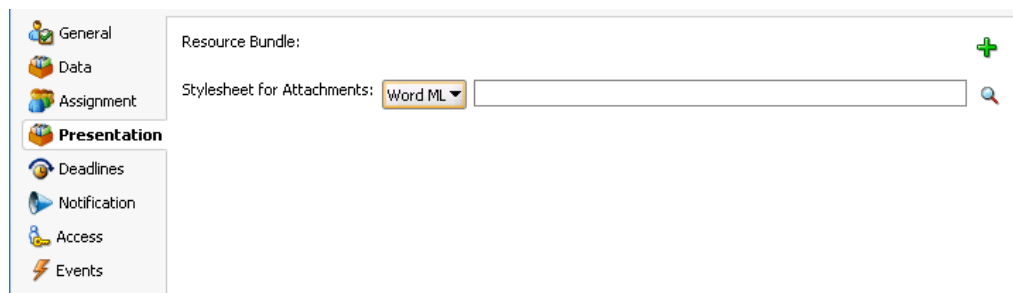 General
Data
Assignment
Presentation
Deadlines
Notification
Access
Events
Resource Bundle:
Stylesheet for Attachments: Word ML